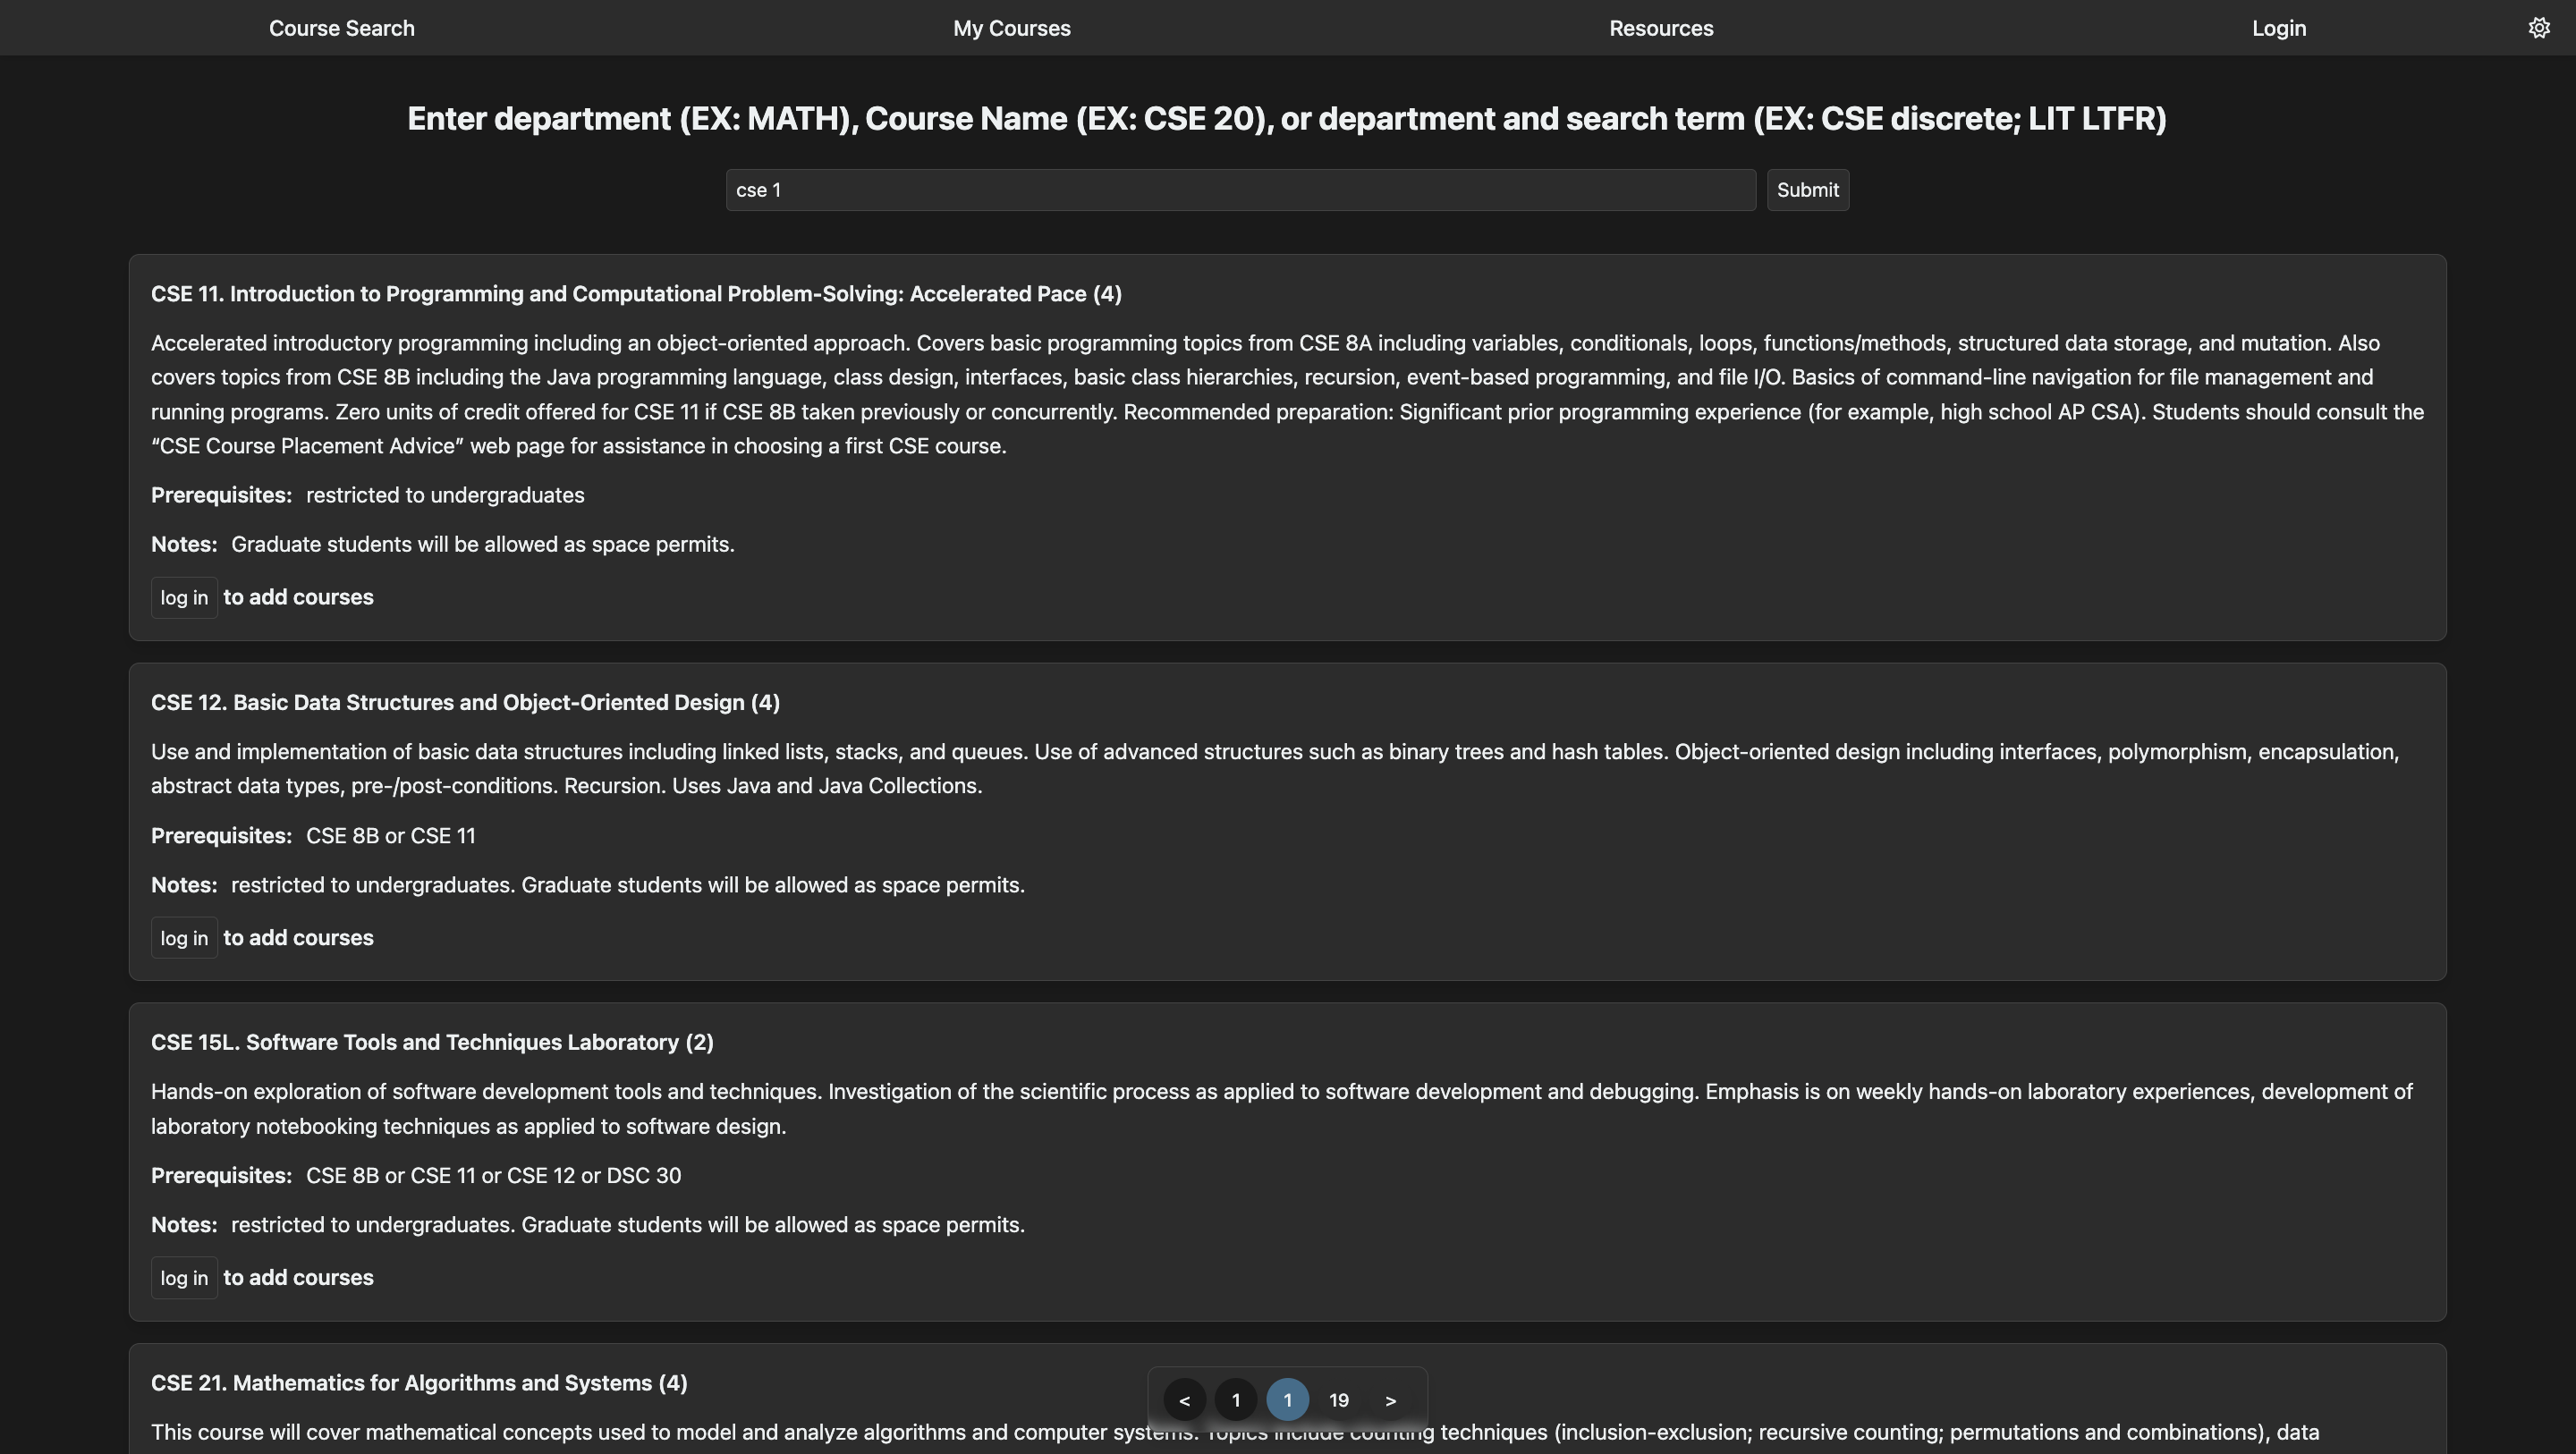 Course Search
My Courses
Resources
Login
Enter department (EX: MATH), Course Name (EX: CSE 20), or department and search term (EX: CSE discrete; LIT LTFR)
cse 1
Submit
CSE 11. Introduction to Programming and Computational Problem-Solving: Accelerated Pace (4)
Accelerated introductory programming including an object-oriented approach. Covers basic programming topics from CSE 8A including variables, conditionals, loops, functions/methods, structured data storage, and mutation. Also
covers topics from CSE 8B including the Java programming language, class design, interfaces, basic class hierarchies, recursion, event-based programming, and file I/O. Basics of command-line navigation for file management and
running programs. Zero units of credit offered for CSE 11 if CSE 8B taken previously or concurrently. Recommended preparation: Significant prior programming experience (for example, high school AP CSA). Students should consult the
“CSE Course Placement Advice” web page for assistance in choosing a first CSE course.
Prerequisites: restricted to undergraduates
Notes: Graduate students will be allowed as space permits.
log in to add courses
CSE 12. Basic Data Structures and Object-Oriented Design (4)
Use and implementation of basic data structures including linked lists, stacks, and queues. Use of advanced structures such as binary trees and hash tables. Object-oriented design including interfaces, polymorphism, encapsulation,
abstract data types, pre-/post-conditions. Recursion. Uses Java and Java Collections.
Prerequisites: CSE 8B or CSE 11
Notes: restricted to undergraduates. Graduate students will be allowed as space permits.
log in to add courses
CSE 15L. Software Tools and Techniques Laboratory (2)
Hands-on exploration of software development tools and techniques. Investigation of the scientific process as applied to software development and debugging. Emphasis is on weekly hands-on laboratory experiences, development of
laboratory notebooking techniques as applied to software design.
Prerequisites: CSE 8B or CSE 11 or CSE 12 or DSC 30
Notes: restricted to undergraduates. Graduate students will be allowed as space permits.
log in to add courses
CSE 21. Mathematics for Algorithms and Systems (4)
< 1 1 19 >
This course will cover mathematical concepts used to model and analyze algorithms and computer systems. Topics include counting techniques (inclusion-exclusion; recursive counting; permutations and combinations), data